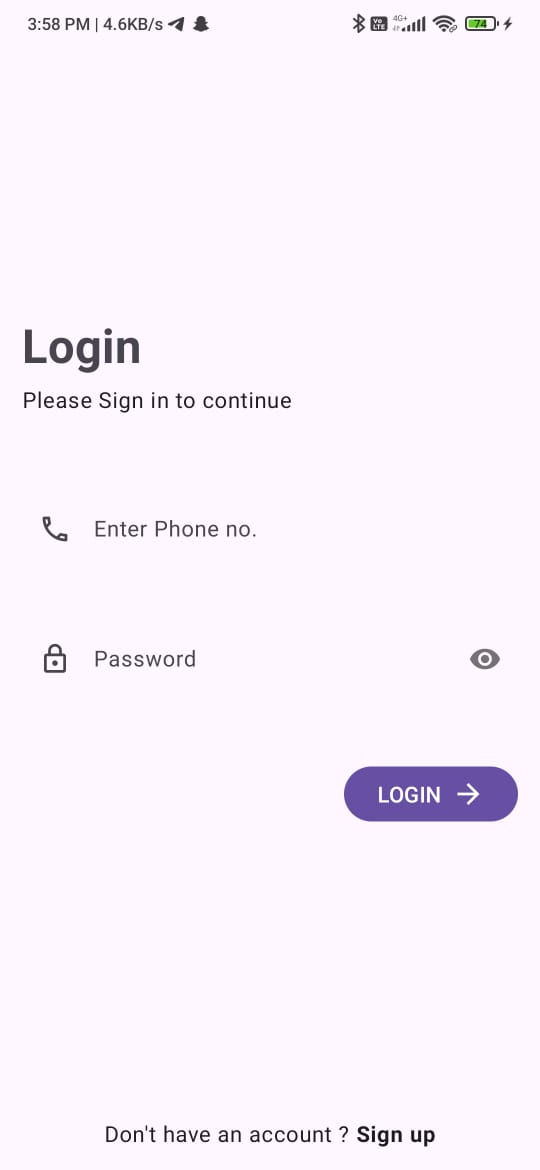 3:58 PM | 4.6KB/s
Vo LTE 4G+ 74
Login
Please Sign in to continue
Enter Phone no.
Password
LOGIN
Don't have an account ? Sign up